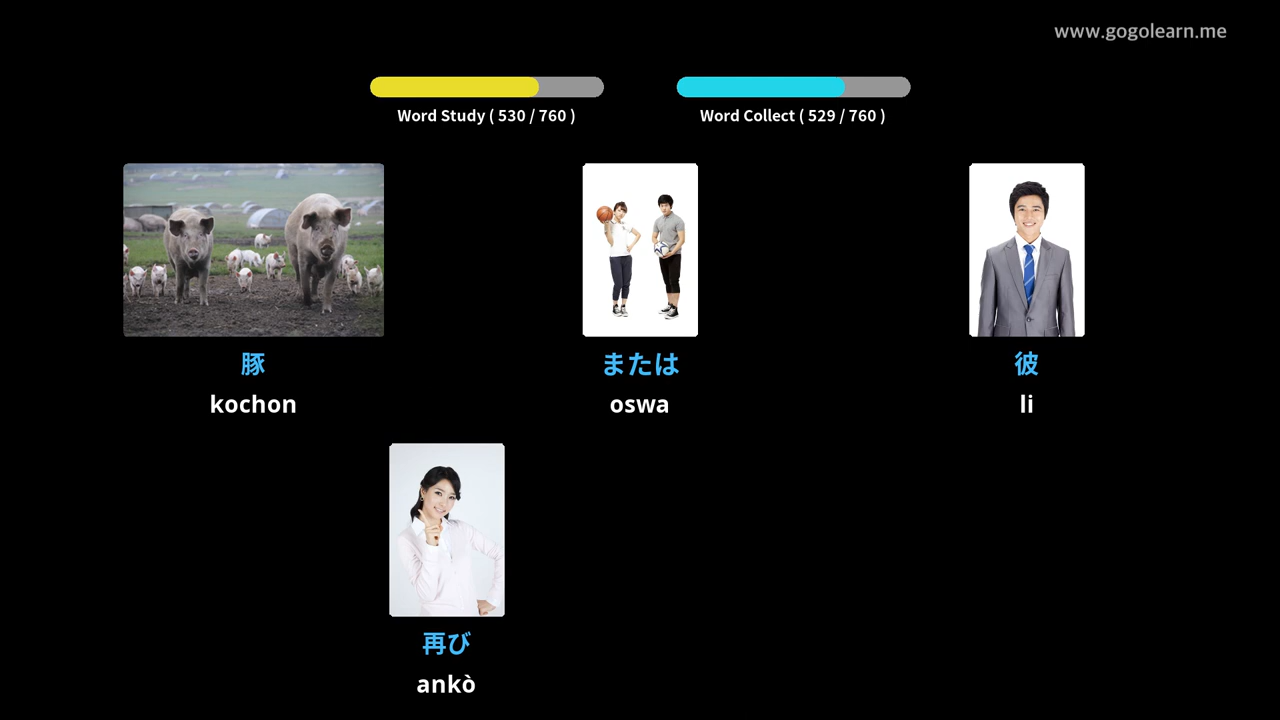 www.gogolearn.me
Word Study ( 530 / 760 )
Word Collect ( 529 / 760 )
豚
または
彼
kochon
oswa
li
再び
ankò